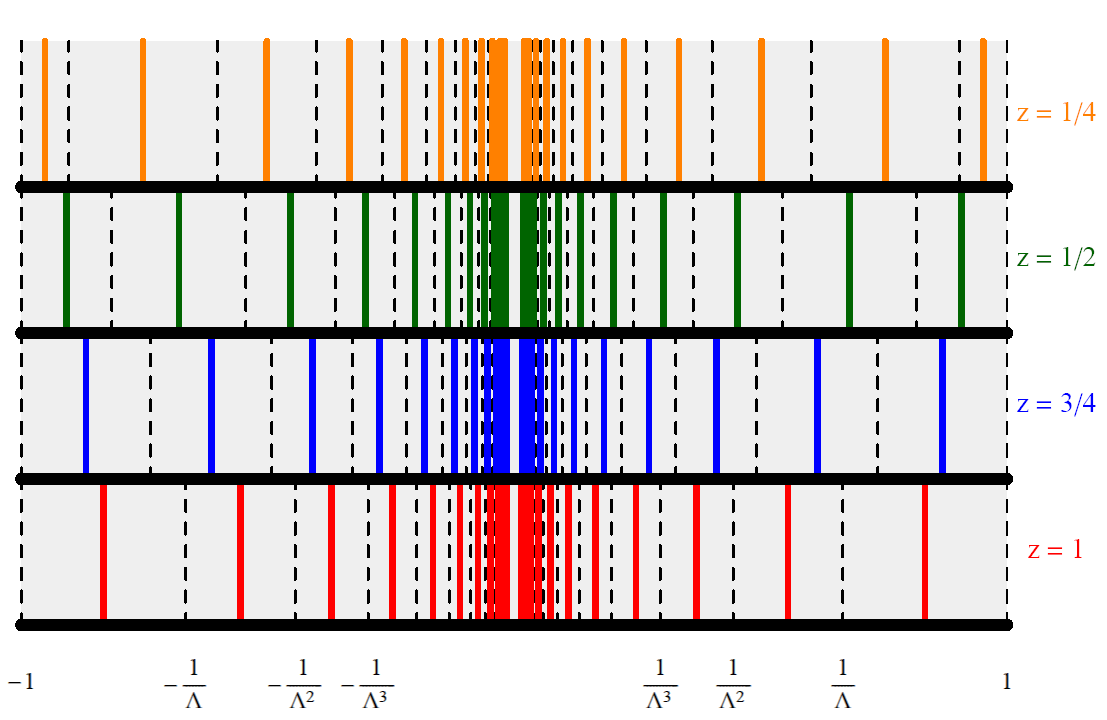 z = 1/4
z = 1/2
z = 3/4
z = 1
−1 −1/Λ −1/Λ² −1/Λ³ 1/Λ³ 1/Λ² 1/Λ 1